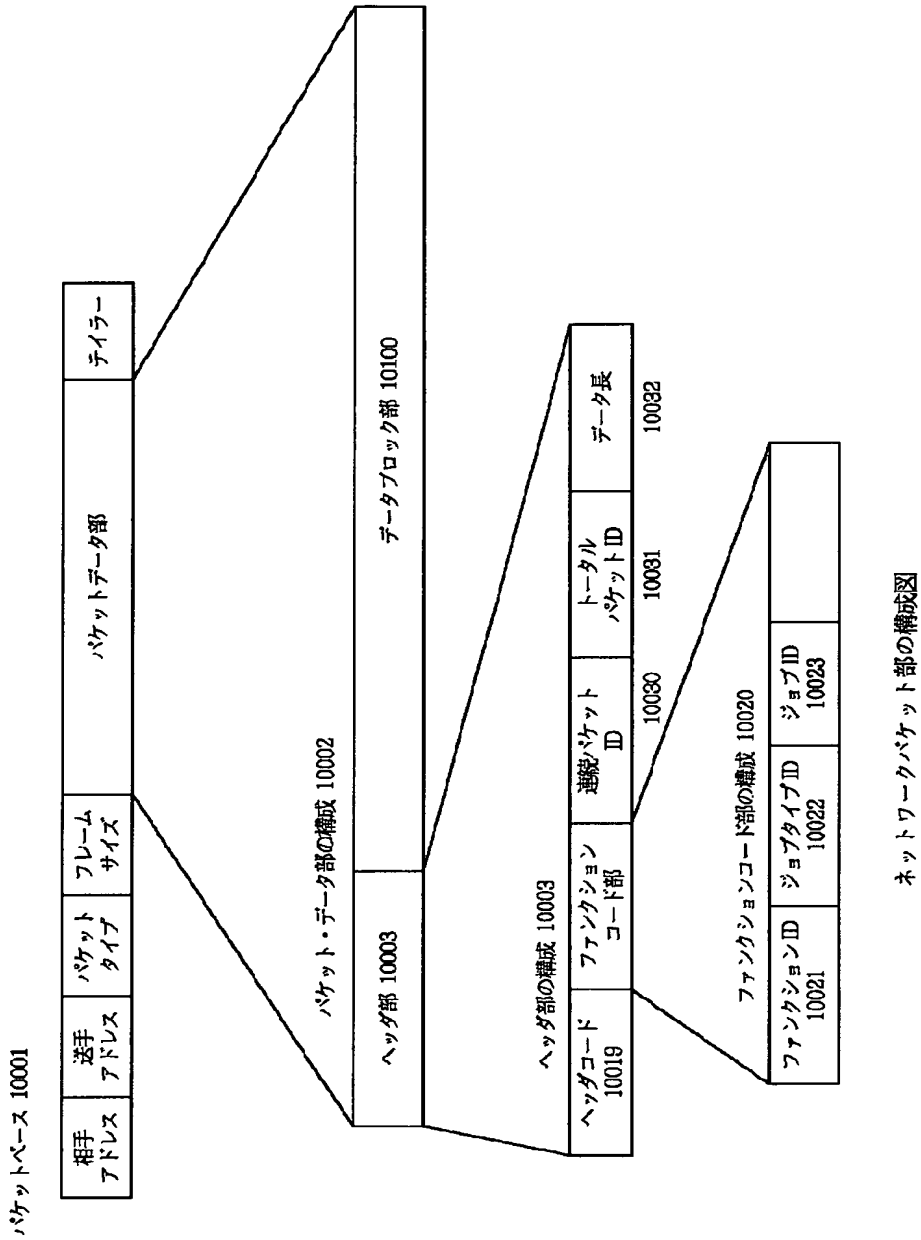 パケットベース 10001
相手
アドレス
送手
アドレス
パケット
タイプ
フレーム
サイズ
パケットデータ部
テイラー
パケット・データ部の構成 10002
ヘッダ部 10003
データブロック部 10100
ヘッダ部の構成 10003
ヘッダコード
10019
ファンクション
コード部
連続パケット
ID
10030
トータル
パケットID
10031
データ長
10032
ファンクションコード部の構成 10020
ファンクションID
10021
ジョブタイプID
10022
ジョブID
10023
ネットワークパケット部の構成図